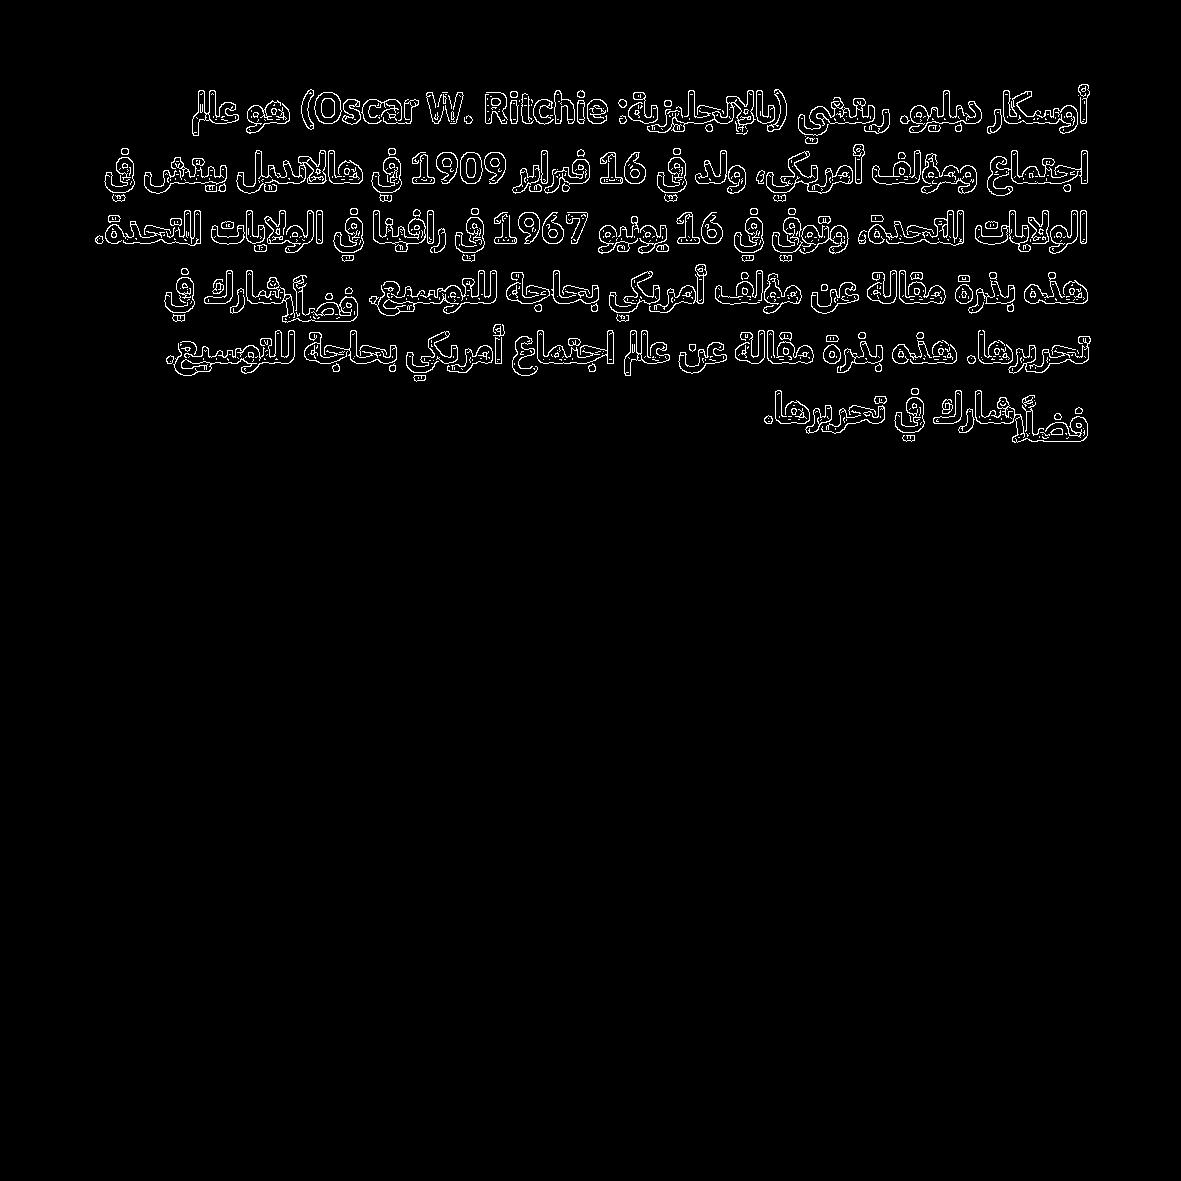 أوسكار دبليو. ريتشي (بالإنجليزية: Oscar W. Ritchie) هو عالم
اجتماع ومؤلف أمريكي، ولد في 16 فبراير 1909 في هالانديل بيتش في
الولايات المتحدة، وتوفي في 16 يونيو 1967 في رافينا في الولايات المتحدة.
هذه بذرة مقالة عن مؤلف أمريكي بحاجة للتوسيع. فضلًا شارك في
تحريرها. هذه بذرة مقالة عن عالم اجتماع أمريكي بحاجة للتوسيع.
فضلًا شارك في تحريرها.